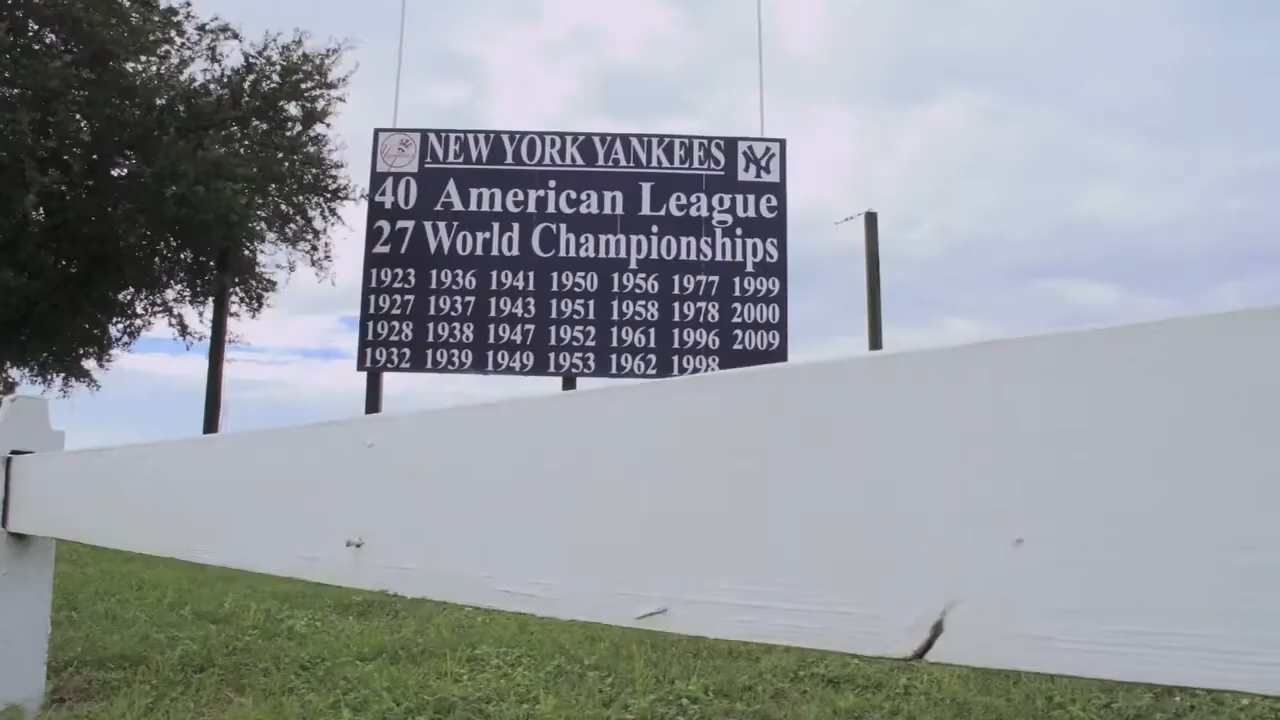 NEW YORK YANKEES
NY
40 American League
27 World Championships
1923 1936 1941 1950 1956 1977 1999
1927 1937 1943 1951 1958 1978 2000
1928 1938 1947 1952 1961 1996 2009
1932 1939 1949 1953 1962 1998